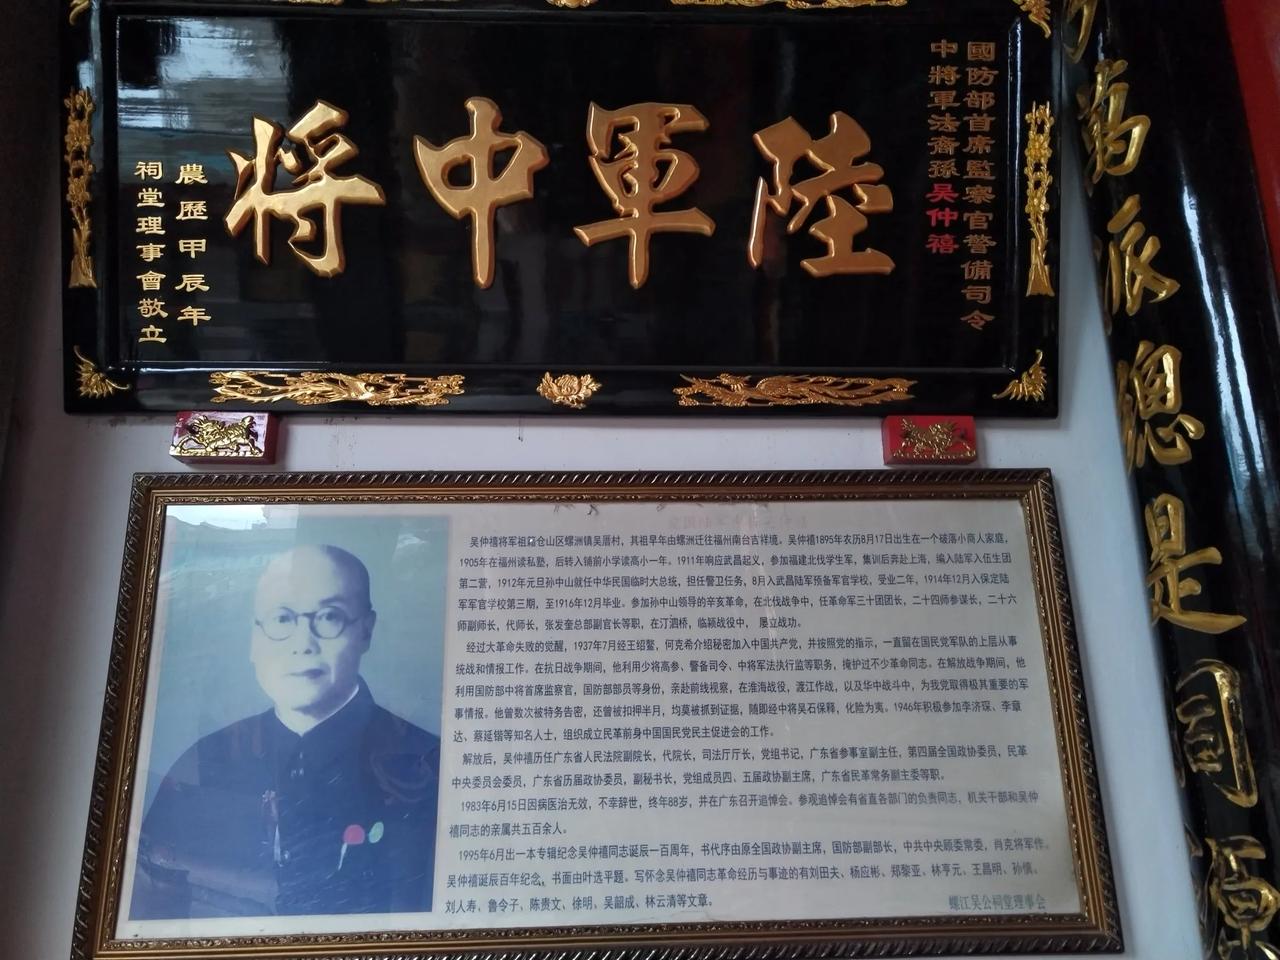 國防部首席監察官警備司令
中將軍法裔孫吴仲禧
陸軍中將
農歷甲辰年
祠堂理事會敬立
吴仲禧将军祖籍仓山区螺洲镇吴厝村，其祖早年由螺洲迁往福州南台吉祥境。吴仲禧1895年农历8月17日出生在一个破落小商人家庭，
1905年在福州读私塾，后转入铺前小学读高小一年。1911年响应武昌起义，参加福建北伐学生军，集训后奔赴上海，编入陆军入伍生团
第二营，1912年元旦孙中山就任中华民国临时大总统，担任警卫任务，8月入武昌陆军预备军官学校，受业二年，1914年12月入保定陆
军军官学校第三期，至1916年12月毕业。参加孙中山领导的辛亥革命，在北伐战争中，任革命军三十团团长，二十四师参谋长，二十六
师副师长，代师长，张发奎总部副官长等职，在汀泗桥，临颍战役中，屡立战功。
经过大革命失败的觉醒，1937年7月经王绍鏊，何克希介绍秘密加入中国共产党，并按照党的指示，一直留在国民党军队的上层从事
统战和情报工作。在抗日战争期间，他利用少将高参、警备司令、中将军法执行监等职务，掩护过不少革命同志。在解放战争期间，他
利用国防部中将首席监察官，国防部部员等身份，亲赴前线视察，在淮海战役，渡江作战，以及华中战斗中，为我党取得极其重要的军
事情报。他曾数次被特务告密，还曾被扣押半月，均莫被抓到证据，随即经中将吴石保释，化险为夷。1946年积极参加李济琛、李章
达、蔡延锴等知名人士，组织成立民革前身中国国民党民主促进会的工作。
解放后，吴仲禧历任广东省人民法院副院长，代院长，司法厅厅长，党组书记，广东省参事室副主任，第四届全国政协委员，民革
中央委员会委员，广东省历届政协委员，副秘书长，党组成员四、五届政协副主席，广东省民革常务副主委等职。
1983年6月15日因病医治无效，不幸辞世，终年88岁，并在广东召开追悼会。参观追悼会有省直各部门的负责同志，机关干部和吴仲
禧同志的亲属共五百余人。
1995年6月出一本专辑纪念吴仲禧同志诞辰一百周年，书代序由原全国政协副主席，国防部副部长，中共中央顾委常委，肖克将军作。
吴仲禧诞辰百年纪念，书面由叶选平题。写怀念吴仲禧同志革命经历与事迹的有刘田夫、杨应彬、郑黎亚、林亨元、王昌明、孙慎、
刘人寿、鲁令子、陈贵文、徐明、吴韶成、林云清等文章。
螺江吴公祠堂理事会
派總是司